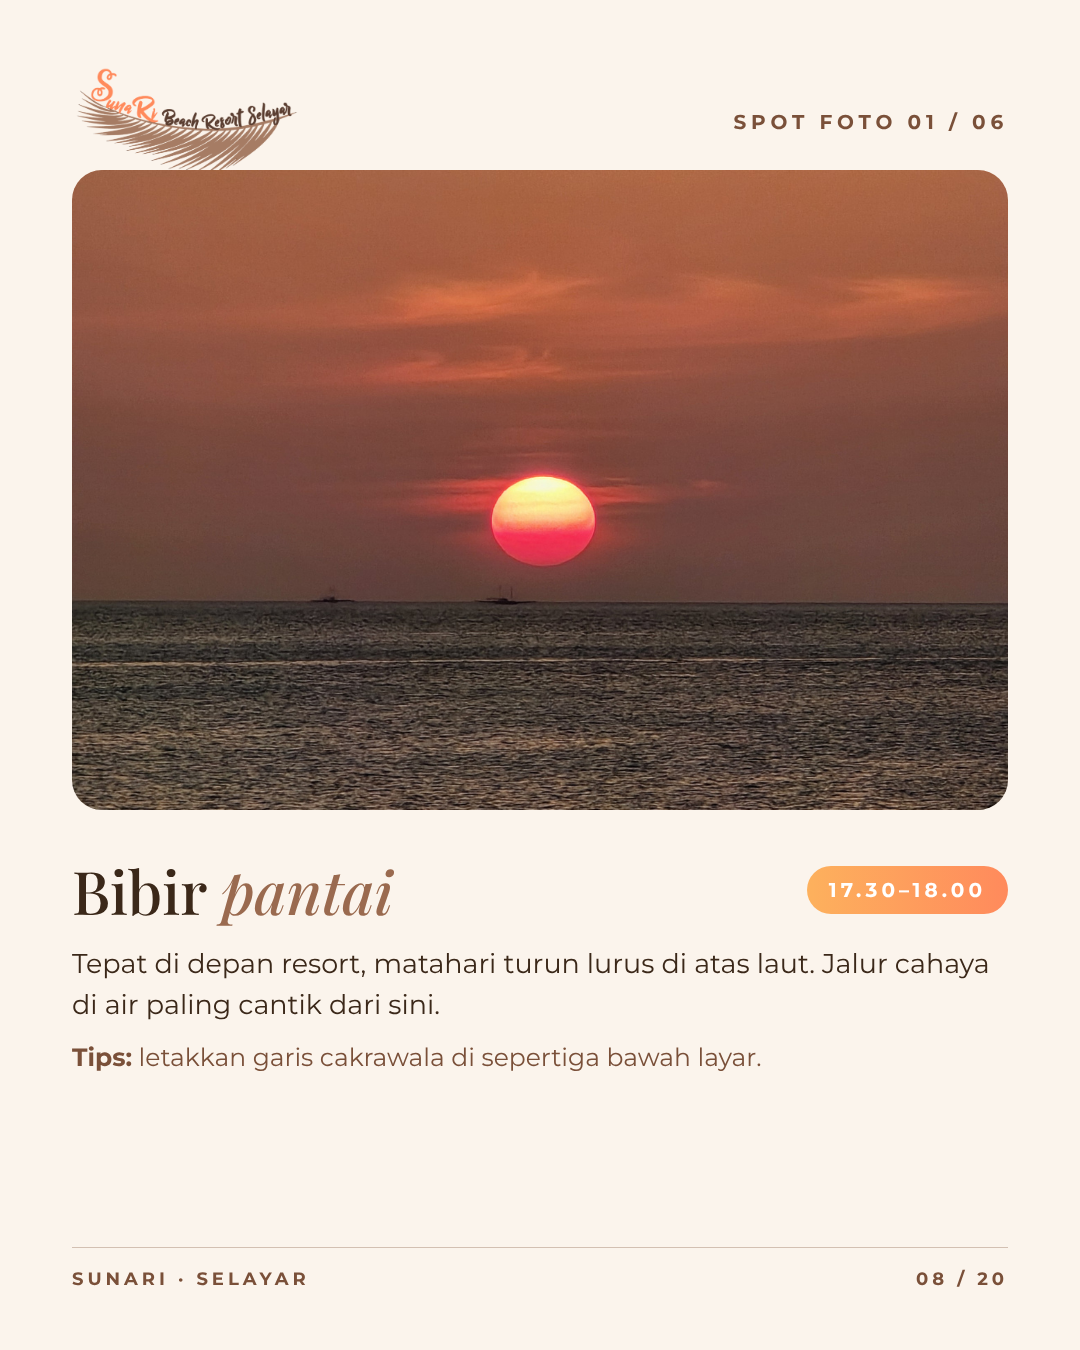 SunaRi Beach Resort Selayar
SPOT FOTO 01 / 06
Bibir pantai
17.30–18.00
Tepat di depan resort, matahari turun lurus di atas laut. Jalur cahaya
di air paling cantik dari sini.
Tips: letakkan garis cakrawala di sepertiga bawah layar.
SUNARI · SELAYAR
08 / 20